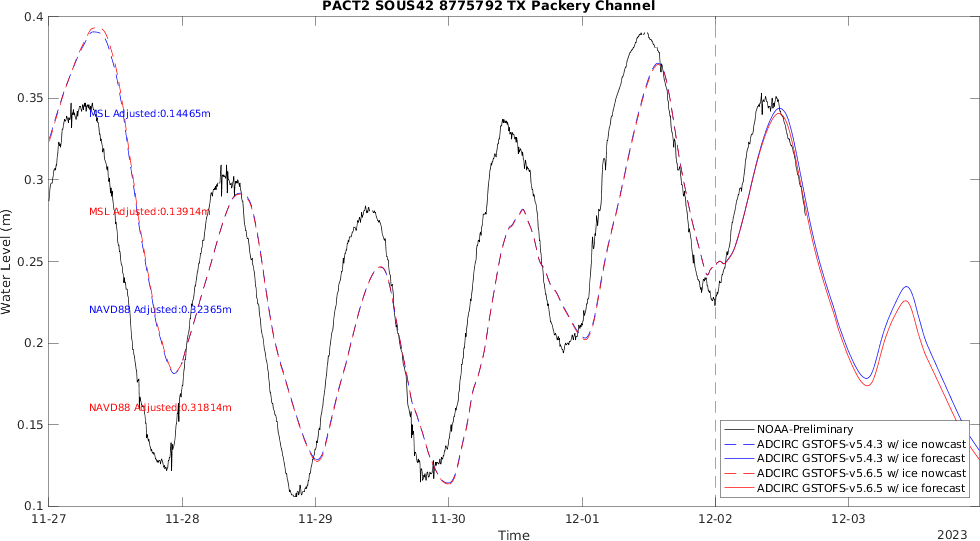 PACT2 SOUS42 8775792 TX Packery Channel
0.4
0.35
0.3
0.25
0.2
0.15
0.1
Water Level (m)
MSL Adjusted:0.14465m
MSL Adjusted:0.13914m
NAVD88 Adjusted:0.32365m
NAVD88 Adjusted:0.31814m
NOAA-Preliminary
ADCIRC GSTOFS-v5.4.3 w/ ice nowcast
ADCIRC GSTOFS-v5.4.3 w/ ice forecast
ADCIRC GSTOFS-v5.6.5 w/ ice nowcast
ADCIRC GSTOFS-v5.6.5 w/ ice forecast
11-27 11-28 11-29 11-30 12-01 12-02 12-03
Time
2023